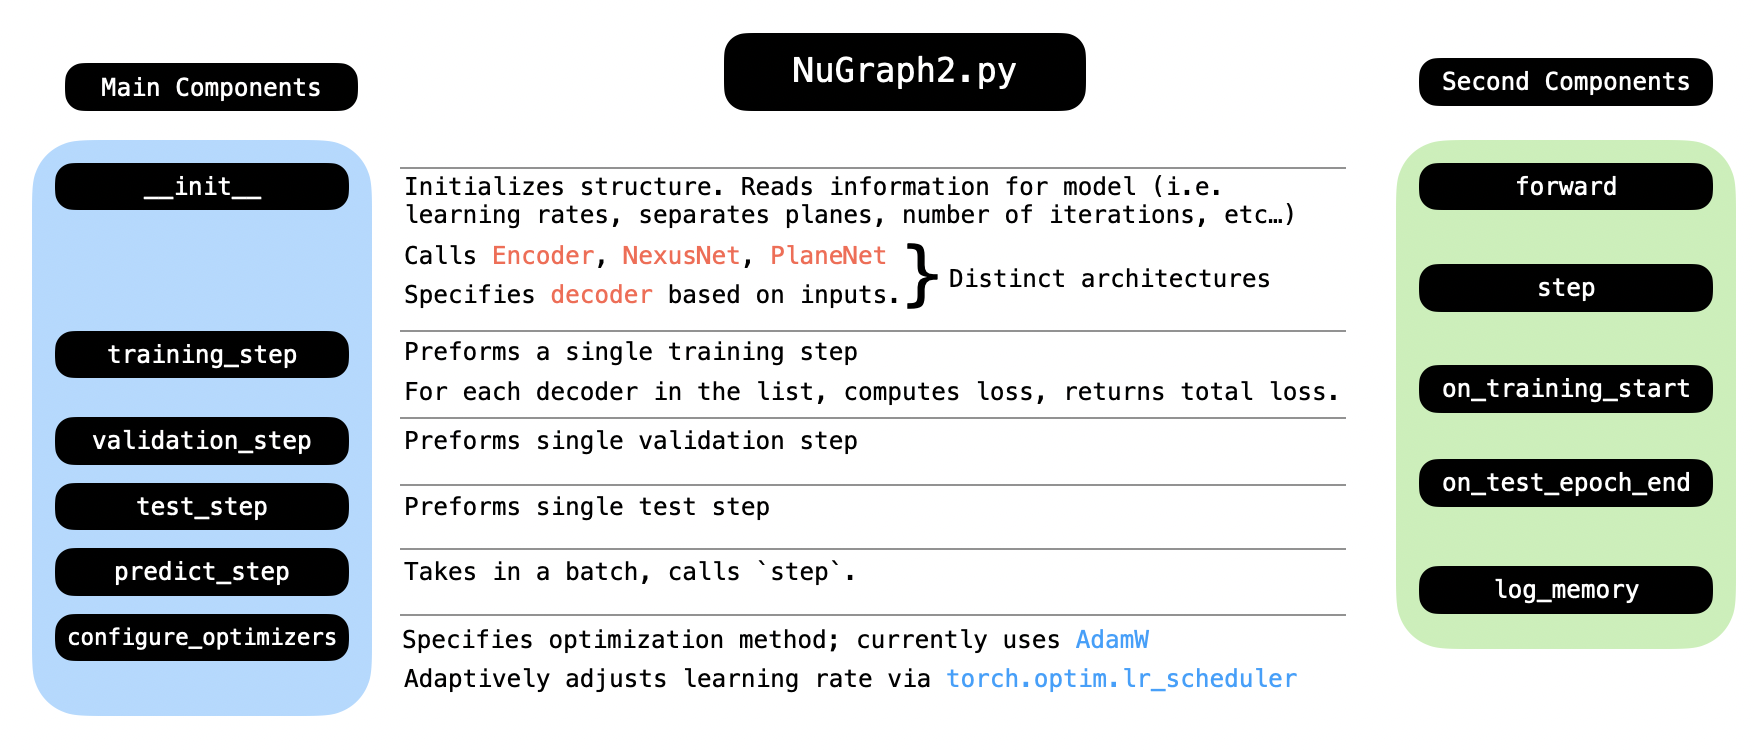 NuGraph2.py
Main Components
Second Components
__init__
Initializes structure. Reads information for model (i.e.
learning rates, separates planes, number of iterations, etc…)
Calls Encoder, NexusNet, PlaneNet
Specifies decoder based on inputs.
} Distinct architectures
training_step
Preforms a single training step
For each decoder in the list, computes loss, returns total loss.
validation_step
Preforms single validation step
test_step
Preforms single test step
predict_step
Takes in a batch, calls `step`.
configure_optimizers
Specifies optimization method; currently uses AdamW
Adaptively adjusts learning rate via torch.optim.lr_scheduler
forward
step
on_training_start
on_test_epoch_end
log_memory